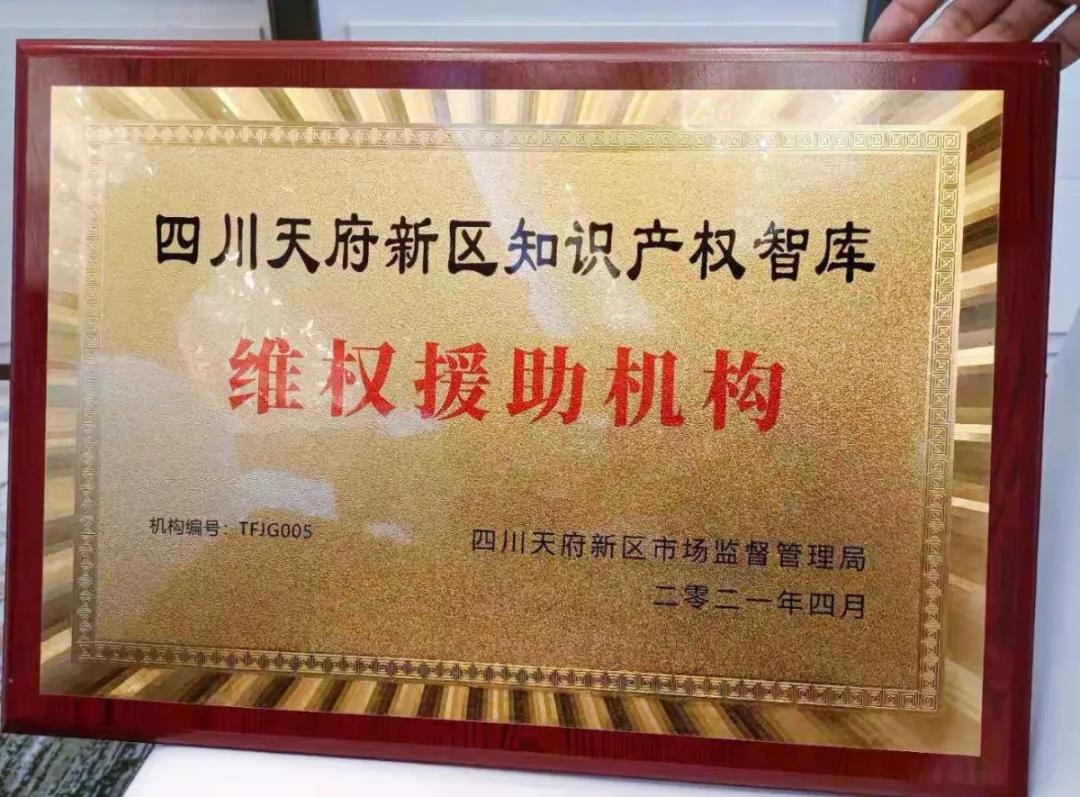 四川天府新区知识产权智库
维权援助机构
机构编号：TFJG005
四川天府新区市场监督管理局
二零二一年四月